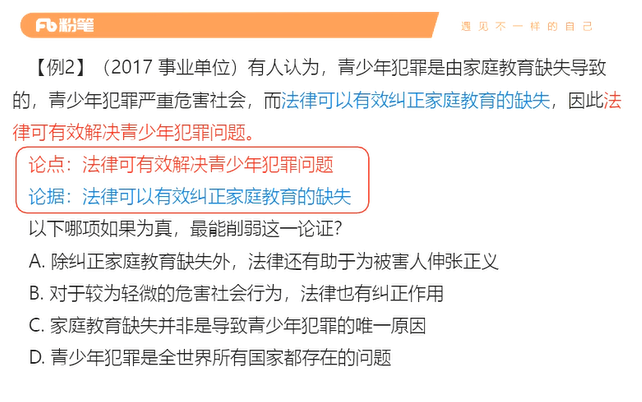 粉笔
遇见不一样的自己
【例2】（2017 事业单位）有人认为，青少年犯罪是由家庭教育缺失导致
的，青少年犯罪严重危害社会，而法律可以有效纠正家庭教育的缺失，因此法
律可有效解决青少年犯罪问题。
论点：法律可有效解决青少年犯罪问题
论据：法律可以有效纠正家庭教育的缺失
以下哪项如果为真，最能削弱这一论证？
A. 除纠正家庭教育缺失外，法律还有助于为被害人伸张正义
B. 对于较为轻微的危害社会行为，法律也有纠正作用
C. 家庭教育缺失并非是导致青少年犯罪的唯一原因
D. 青少年犯罪是全世界所有国家都存在的问题